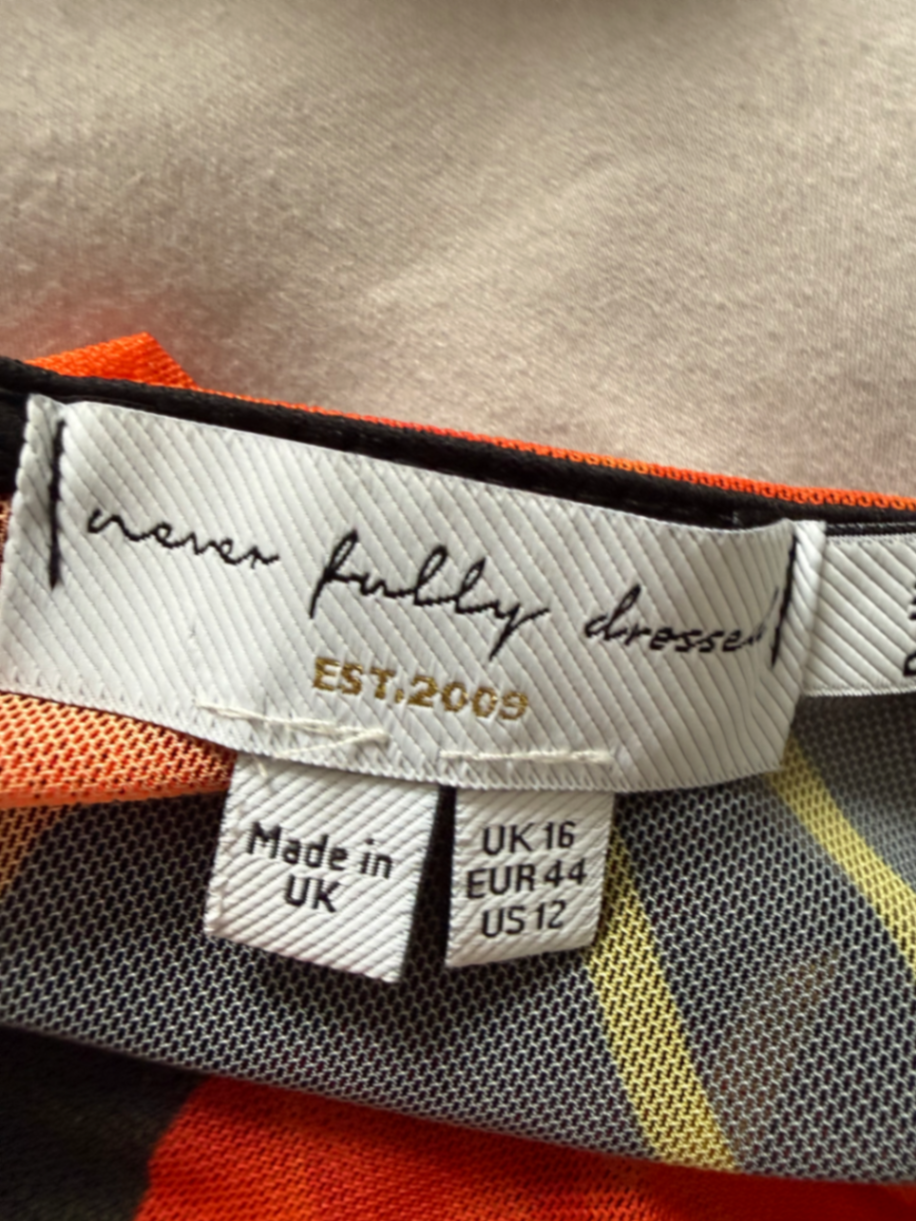 never fully dressed
EST.2009
Made in
UK
UK 16
EUR 44
US 12